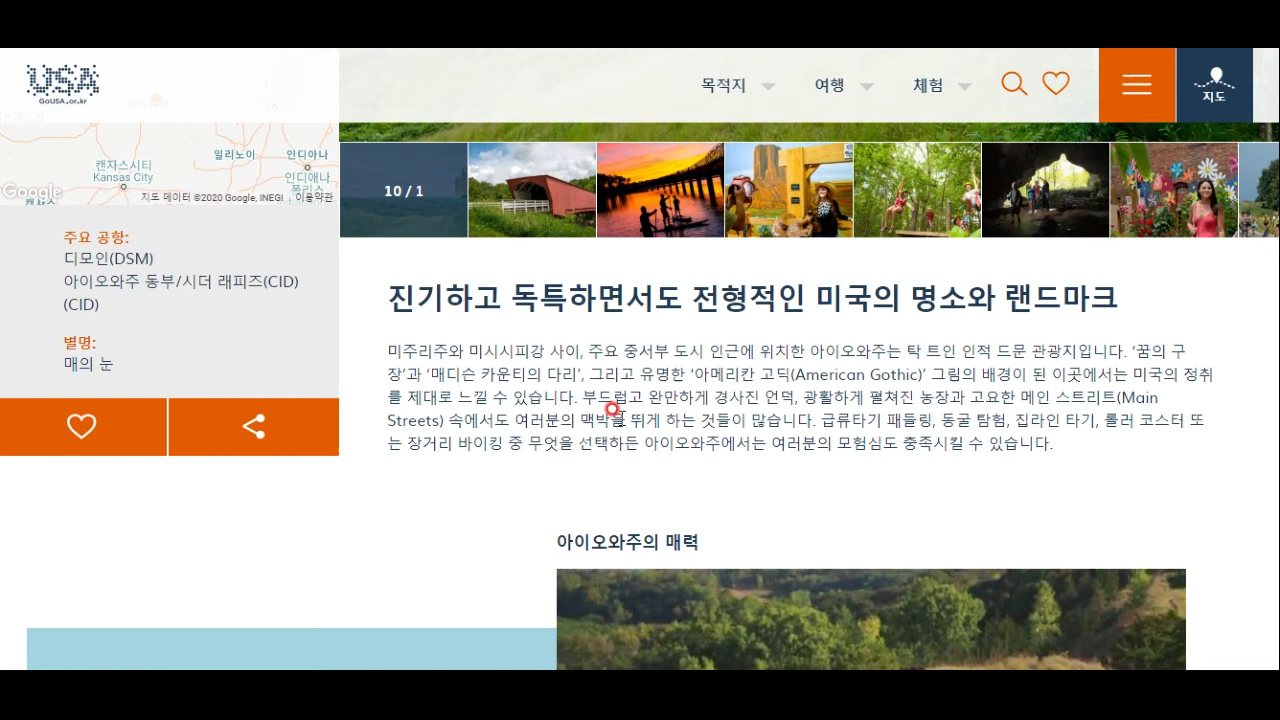 USA
GoUSA.or.kr
목적지
여행
체험
지도
캔자스시티
Kansas City
일리노이
인디애나
인디애나
폴리스
Google
지도 데이터 ©2020 Google, INEGI
이용약관
10 / 1
주요 공항:
디모인(DSM)
아이오와주 동부/시더 래피즈(CID)
(CID)
별명:
매의 눈
진기하고 독특하면서도 전형적인 미국의 명소와 랜드마크
미주리주와 미시시피강 사이, 주요 중서부 도시 인근에 위치한 아이오와주는 탁 트인 인적 드문 관광지입니다. ‘꿈의 구
장’과 ‘매디슨 카운티의 다리’, 그리고 유명한 ‘아메리칸 고딕(American Gothic)’ 그림의 배경이 된 이곳에서는 미국의 정취
를 제대로 느낄 수 있습니다. 부드럽고 완만하게 경사진 언덕, 광활하게 펼쳐진 농장과 고요한 메인 스트리트(Main
Streets) 속에서도 여러분의 맥박을 뛰게 하는 것들이 많습니다. 급류타기 패들링, 동굴 탐험, 집라인 타기, 롤러 코스터 또
는 장거리 바이킹 중 무엇을 선택하든 아이오와주에서는 여러분의 모험심도 충족시킬 수 있습니다.
아이오와주의 매력